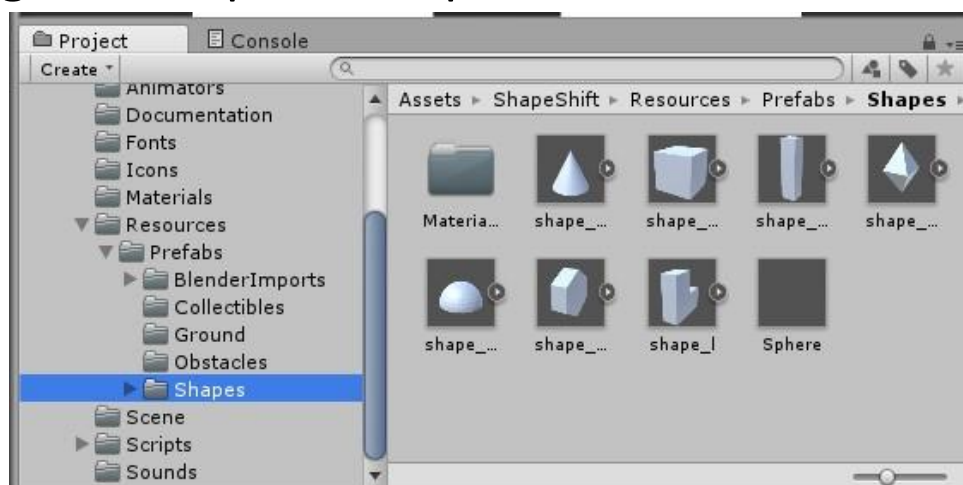 Project Console
Create
Animators
Documentation
Fonts
Icons
Materials
Resources
Prefabs
BlenderImports
Collectibles
Ground
Obstacles
Shapes
Scene
Scripts
Sounds
Assets ▸ ShapeShift ▸ Resources ▸ Prefabs ▸ Shapes
Materia... shape_... shape_... shape_... shape_...
shape_... shape_... shape_l Sphere